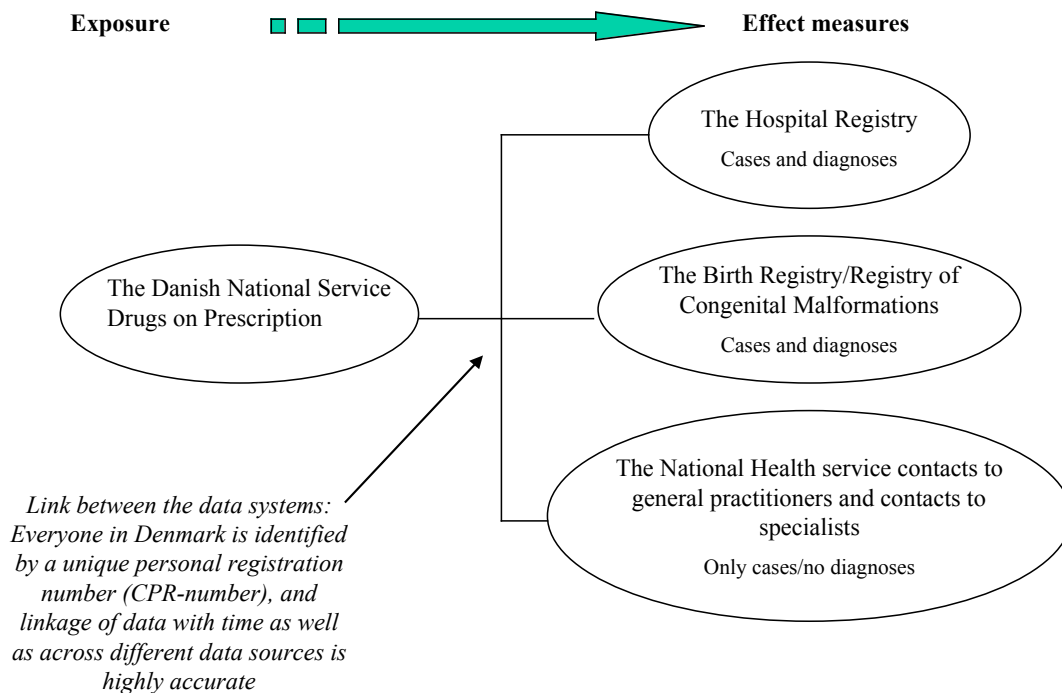 Exposure
Effect measures
The Hospital Registry
Cases and diagnoses
The Danish National Service
Drugs on Prescription
The Birth Registry/Registry of
Congenital Malformations
Cases and diagnoses
The National Health service contacts to
general practitioners and contacts to
specialists
Only cases/no diagnoses
Link between the data systems:
Everyone in Denmark is identified
by a unique personal registration
number (CPR-number), and
linkage of data with time as well
as across different data sources is
highly accurate